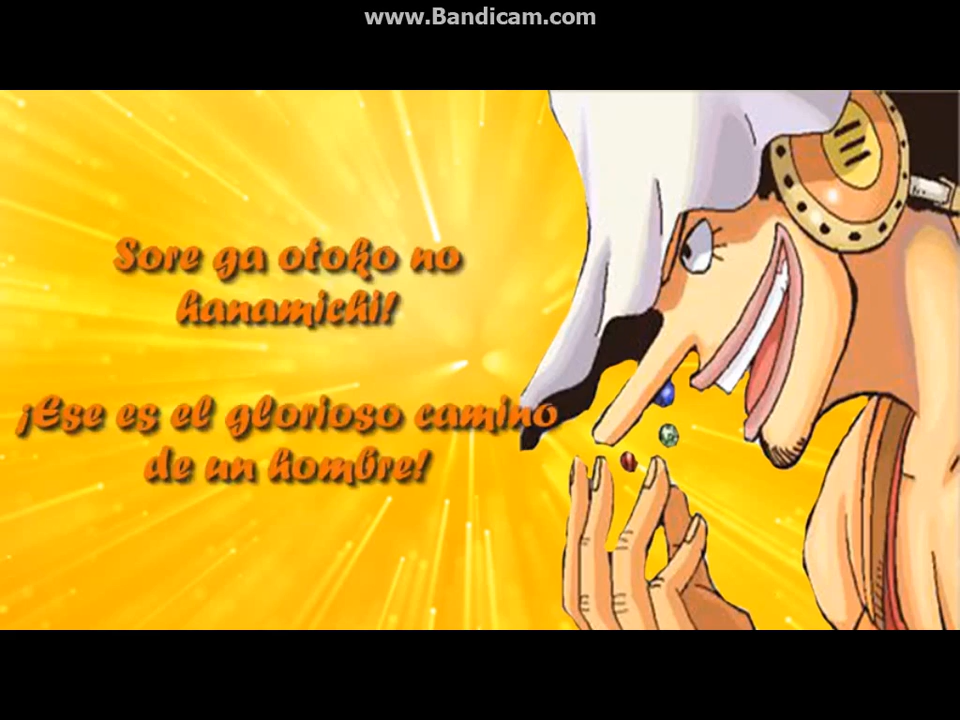 www.Bandicam.com
Sore ga otoko no
hanamichi!
¡Ese es el glorioso camino
de un hombre!